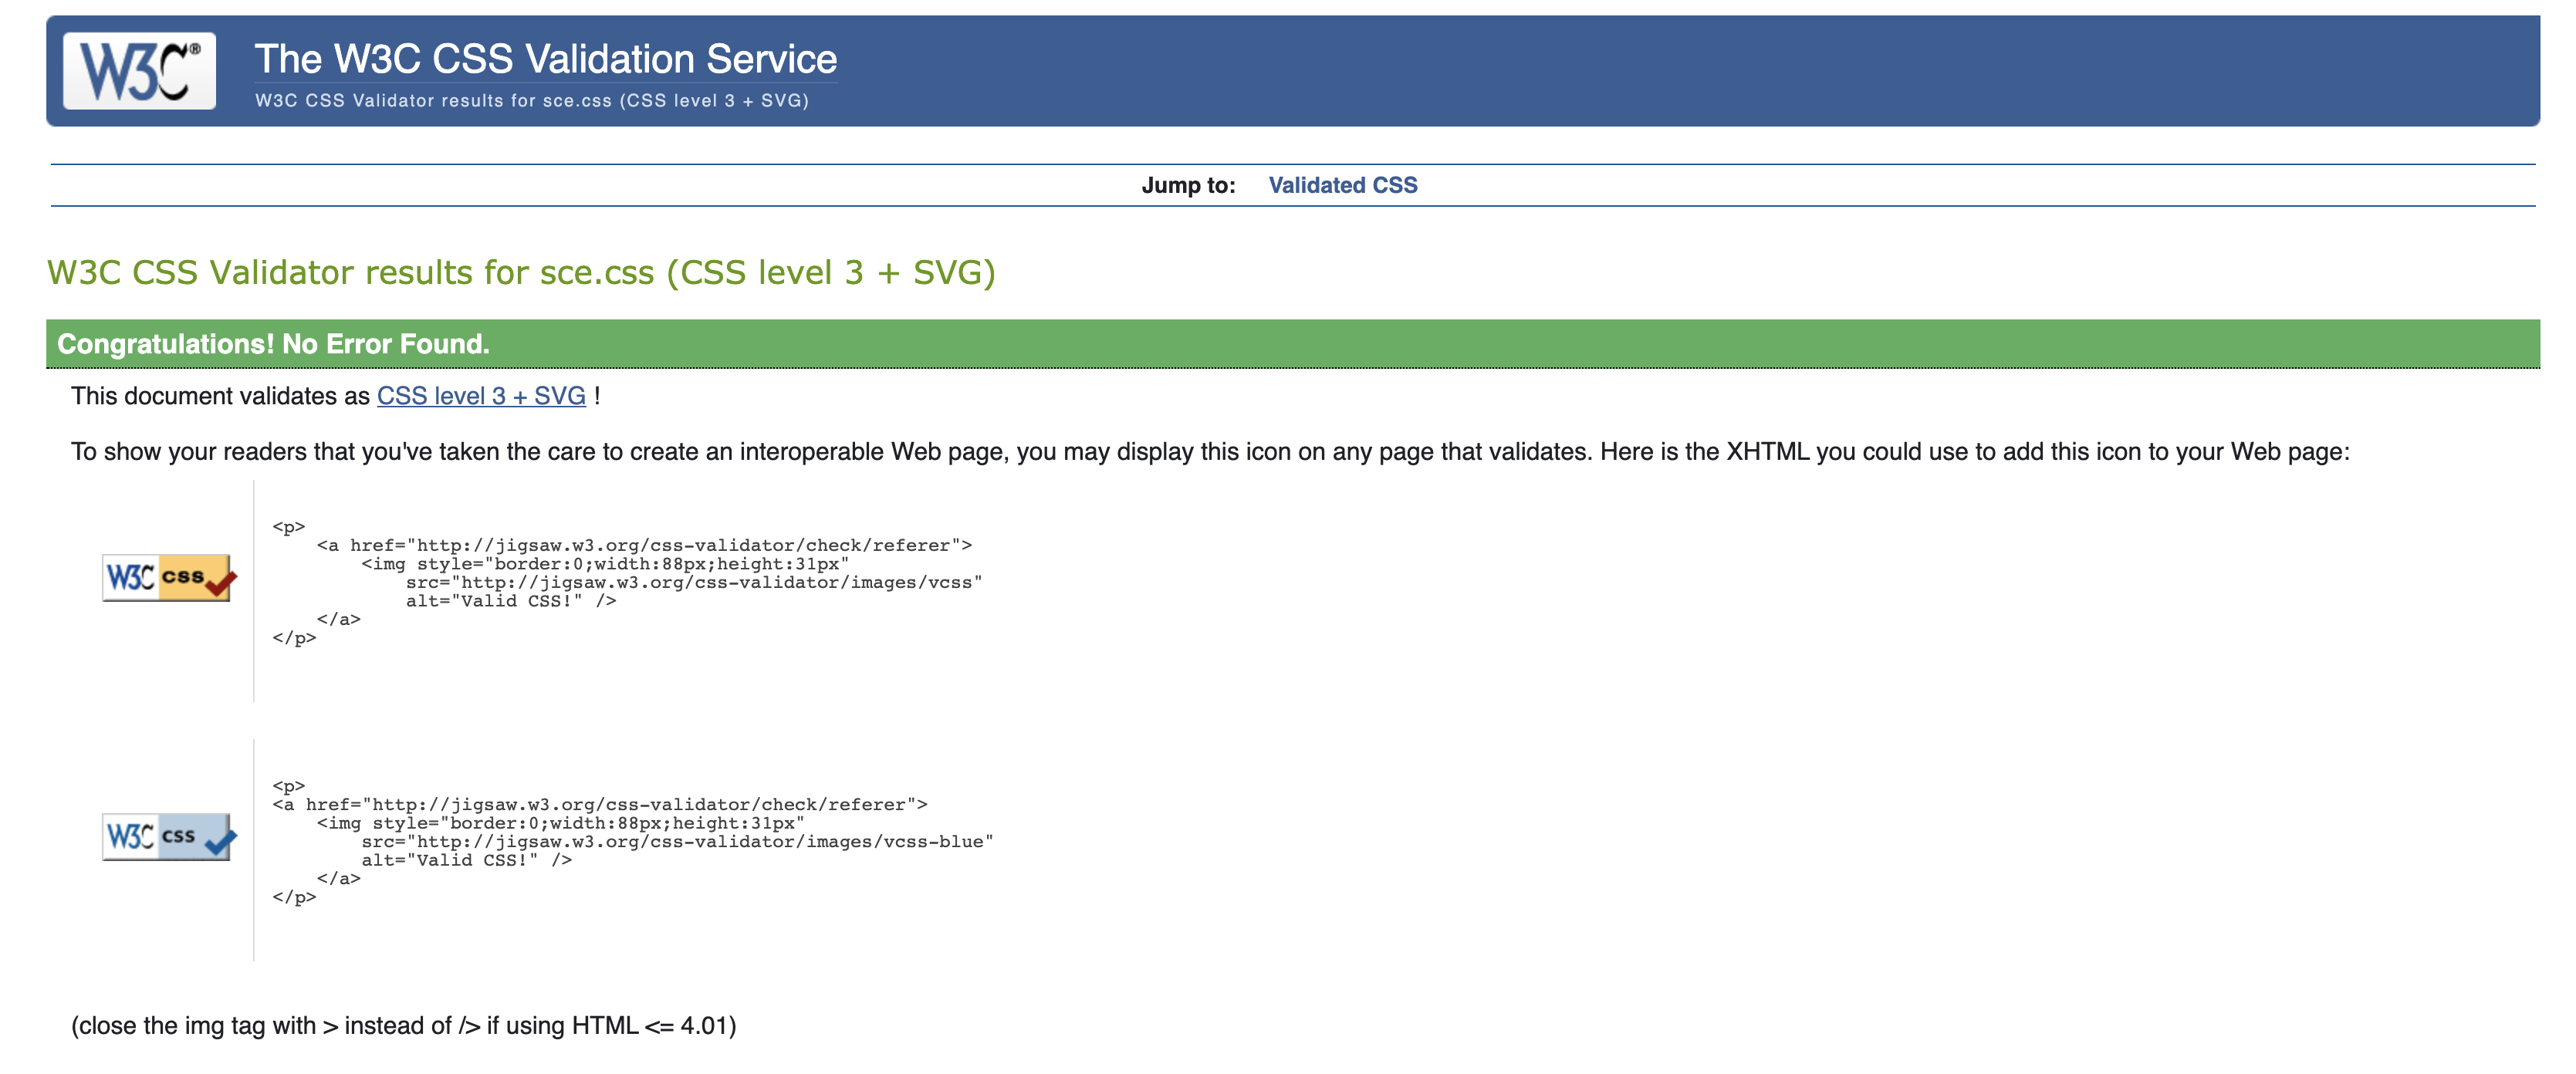 W3C®
The W3C CSS Validation Service
W3C CSS Validator results for sce.css (CSS level 3 + SVG)
Jump to: Validated CSS
W3C CSS Validator results for sce.css (CSS level 3 + SVG)
Congratulations! No Error Found.
This document validates as CSS level 3 + SVG !
To show your readers that you've taken the care to create an interoperable Web page, you may display this icon on any page that validates. Here is the XHTML you could use to add this icon to your Web page:
W3C css
<p>
    <a href="http://jigsaw.w3.org/css-validator/check/referer">
        <img style="border:0;width:88px;height:31px"
            src="http://jigsaw.w3.org/css-validator/images/vcss"
            alt="Valid CSS!" />
    </a>
</p>
W3C css
<p>
<a href="http://jigsaw.w3.org/css-validator/check/referer">
    <img style="border:0;width:88px;height:31px"
        src="http://jigsaw.w3.org/css-validator/images/vcss-blue"
        alt="Valid CSS!" />
    </a>
</p>
(close the img tag with > instead of /> if using HTML <= 4.01)